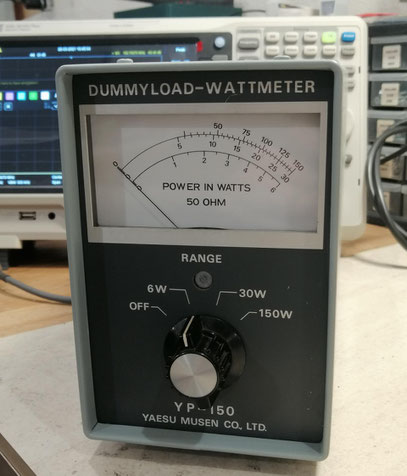 DUMMYLOAD-WATTMETER
50 75 100 125 150
5 10 15 20 25 30
0 1 2 3 4 5 6
POWER IN WATTS
50 OHM
RANGE
6W 30W
OFF 150W
YP-150
YAESU MUSEN CO., LTD.